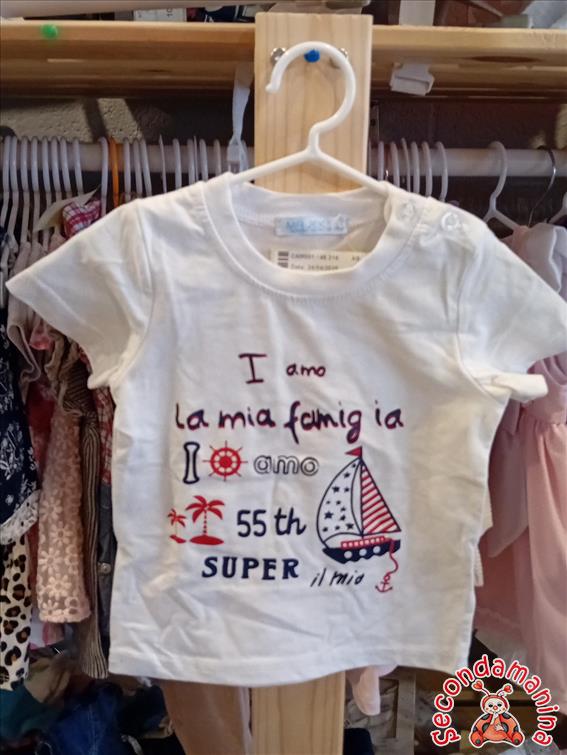 I amo
la mia famig ia
I amo
55 th
SUPER il mio
Secondamanina